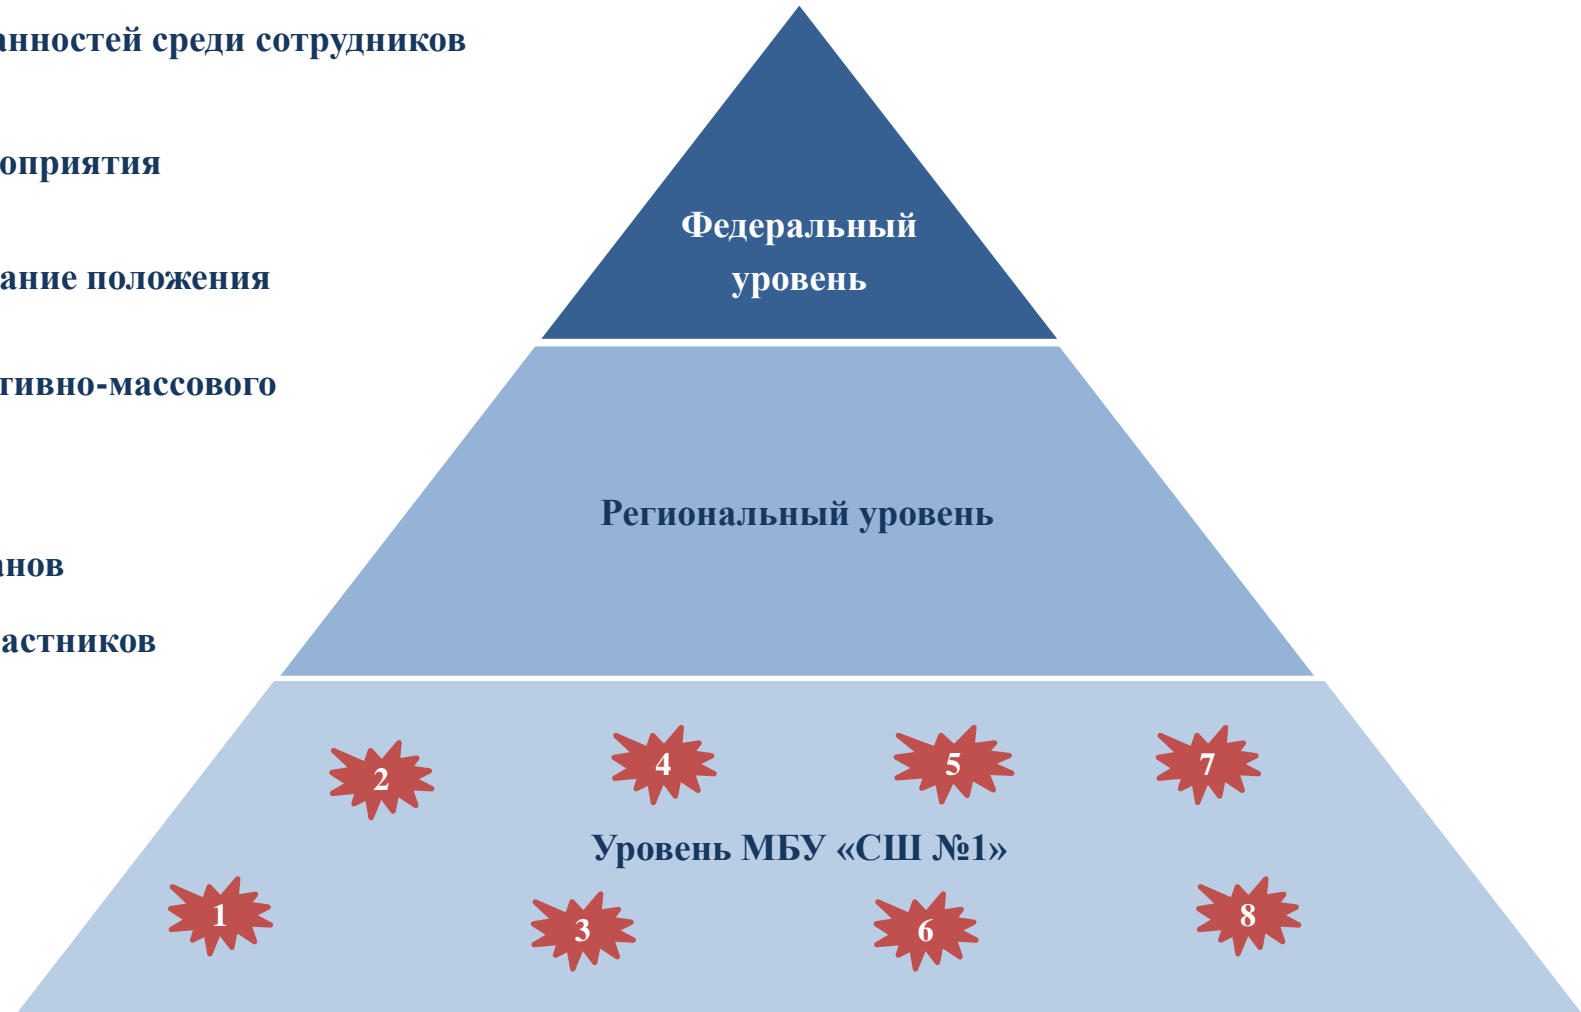 анностей среди сотрудников
оприятия
Федеральный
уровень
ание положения
тивно-массового
Региональный уровень
анов
астников
2
4
5
7
Уровень МБУ «СШ №1»
1
3
6
8